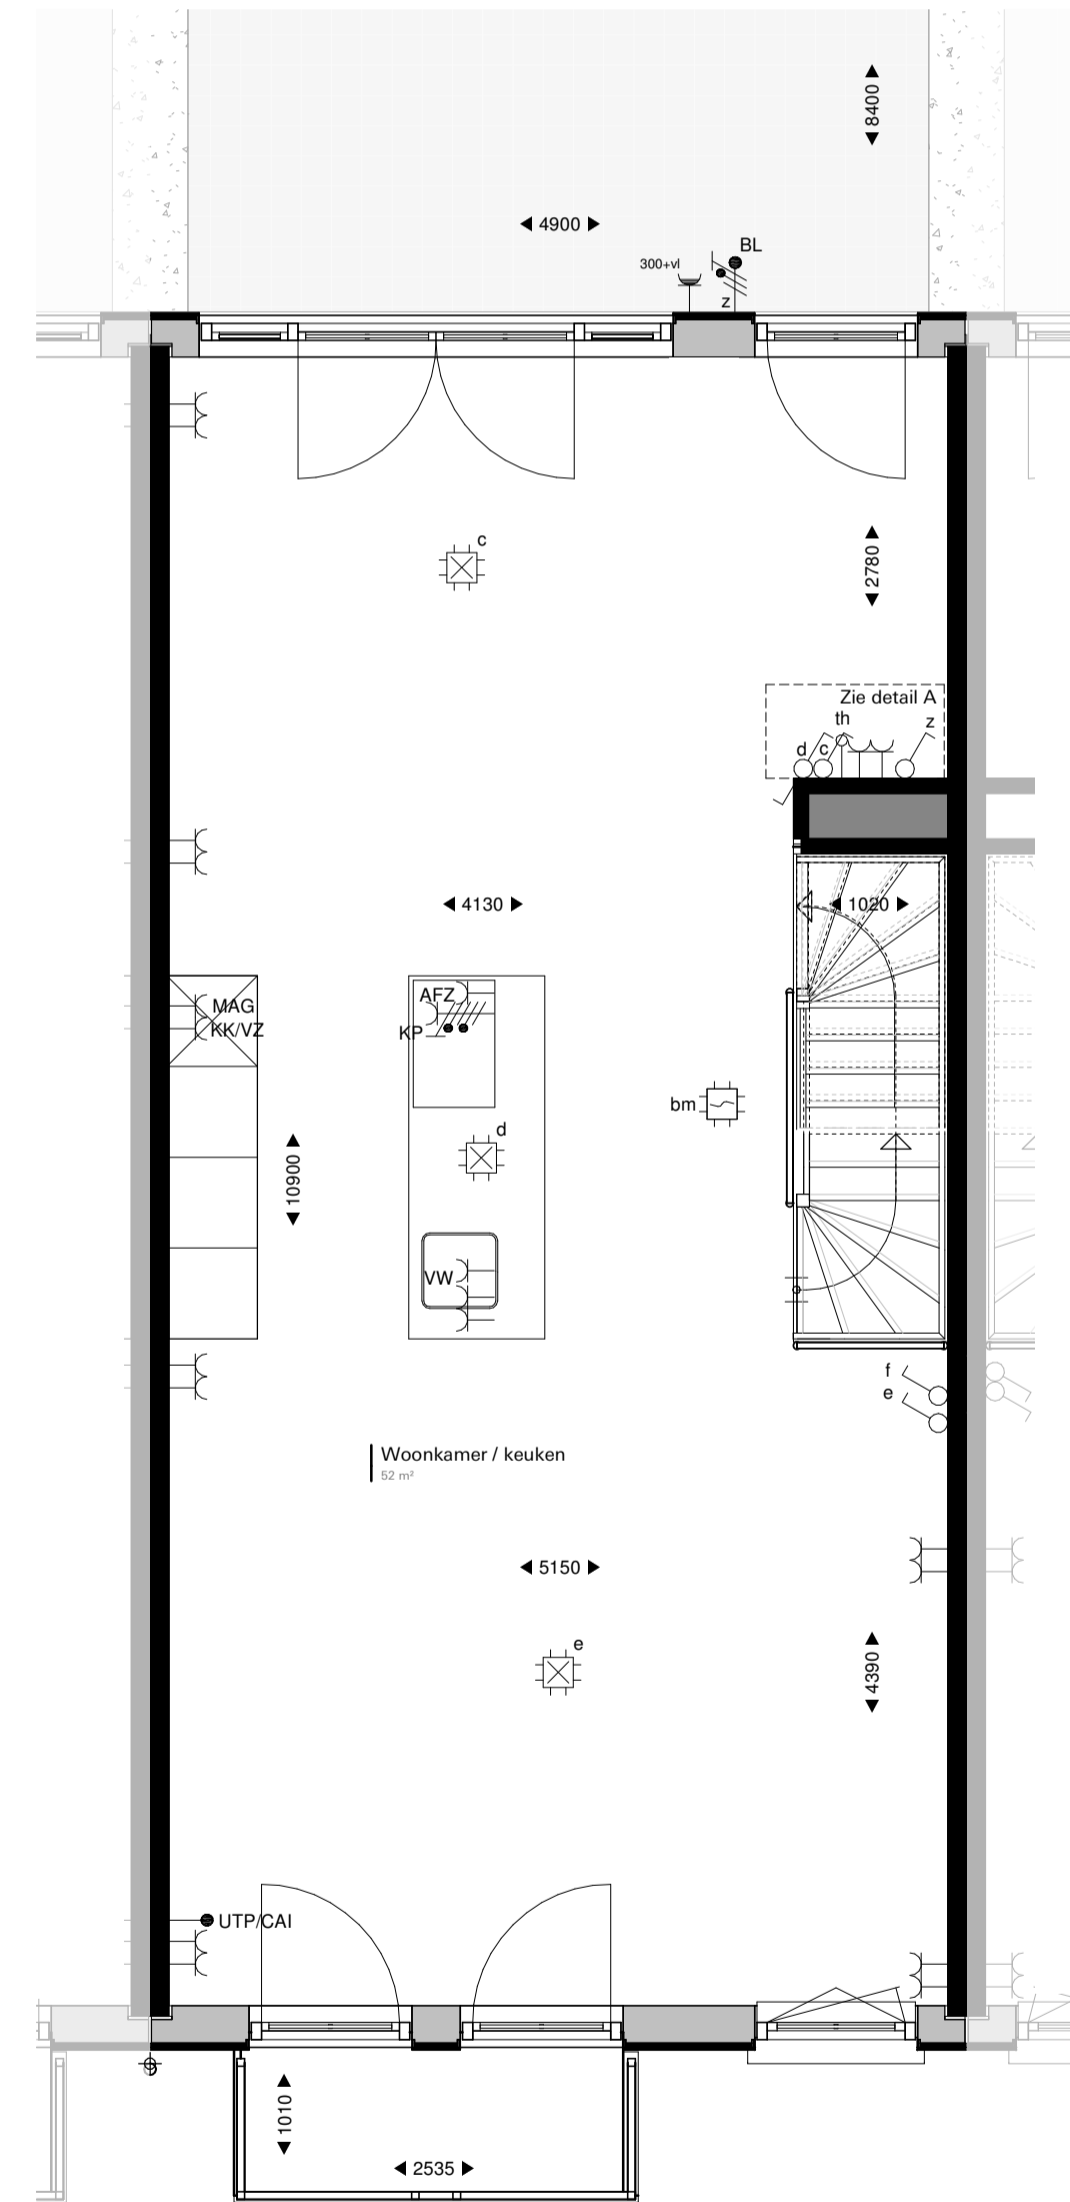 8400
4900
BL
300+vl
z
c
2780
Zie detail A
th
z
d
c
4130
1020
AFZ
MAG
KP
KK/VZ
bm
d
10900
VW
f
e
Woonkamer / keuken
52 m²
5150
e
4390
UTP/CAI
1010
2535